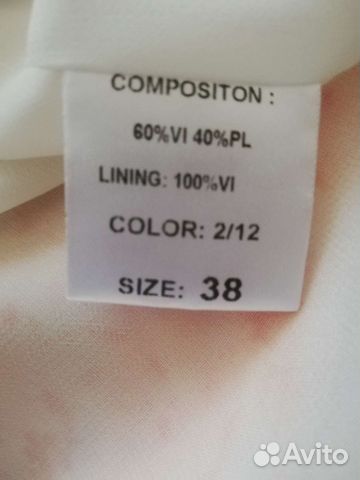 COMPOSITON :
60%VI 40%PL
LINING: 100%VI
COLOR: 2/12
SIZE: 38
Avito